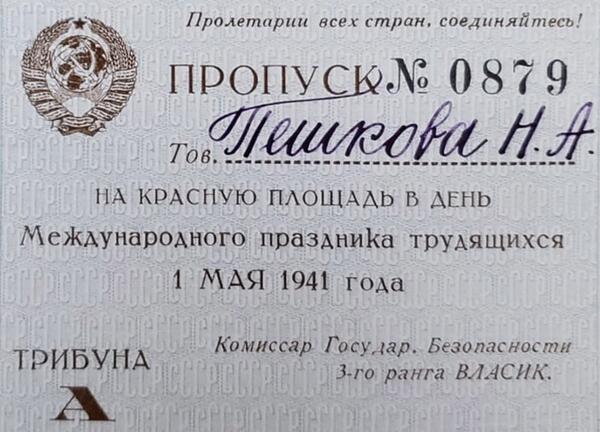 Пролетарии всех стран, соединяйтесь!
ПРОПУСК № 0879
Тов. Пешкова Н.А.
НА КРАСНУЮ ПЛОЩАДЬ В ДЕНЬ
Международного праздника трудящихся
1 МАЯ 1941 года
Комиссар Государ. Безопасности
3-го ранга ВЛАСИК.
ТРИБУНА
А